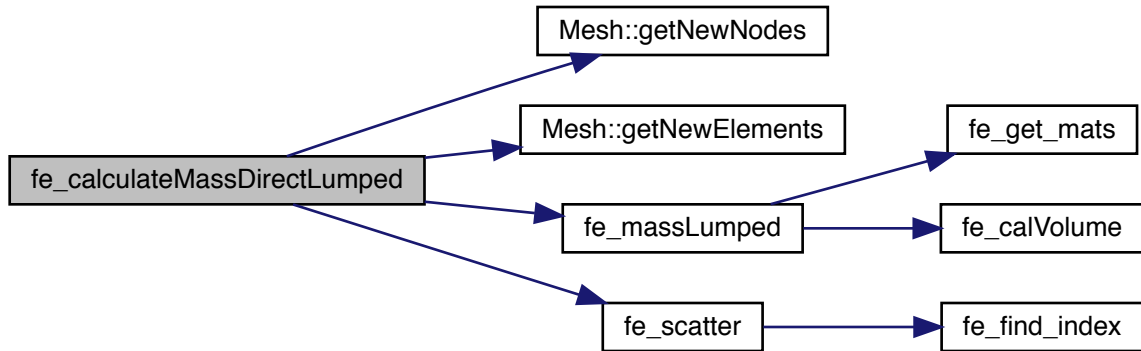 Mesh::getNewNodes
Mesh::getNewElements
fe_get_mats
fe_calculateMassDirectLumped
fe_massLumped
fe_calVolume
fe_scatter
fe_find_index